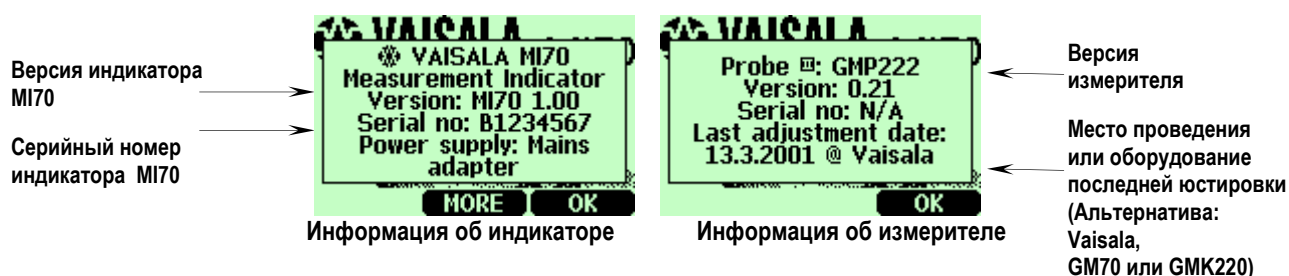 Версия индикатора
MI70
Серийный номер
индикатора MI70
VAISALA
VAISALA MI70
Measurement Indicator
Version: MI70 1.00
Serial no: B1234567
Power supply: Mains
adapter
MORE OK
Информация об индикаторе
VAISALA
Probe : GMP222
Version: 0.21
Serial no: N/A
Last adjustment date:
13.3.2001 @ Vaisala
OK
Информация об измерителе
Версия
измерителя
Место проведения
или оборудование
последней юстировки
(Альтернатива:
Vaisala,
GM70 или GMK220)